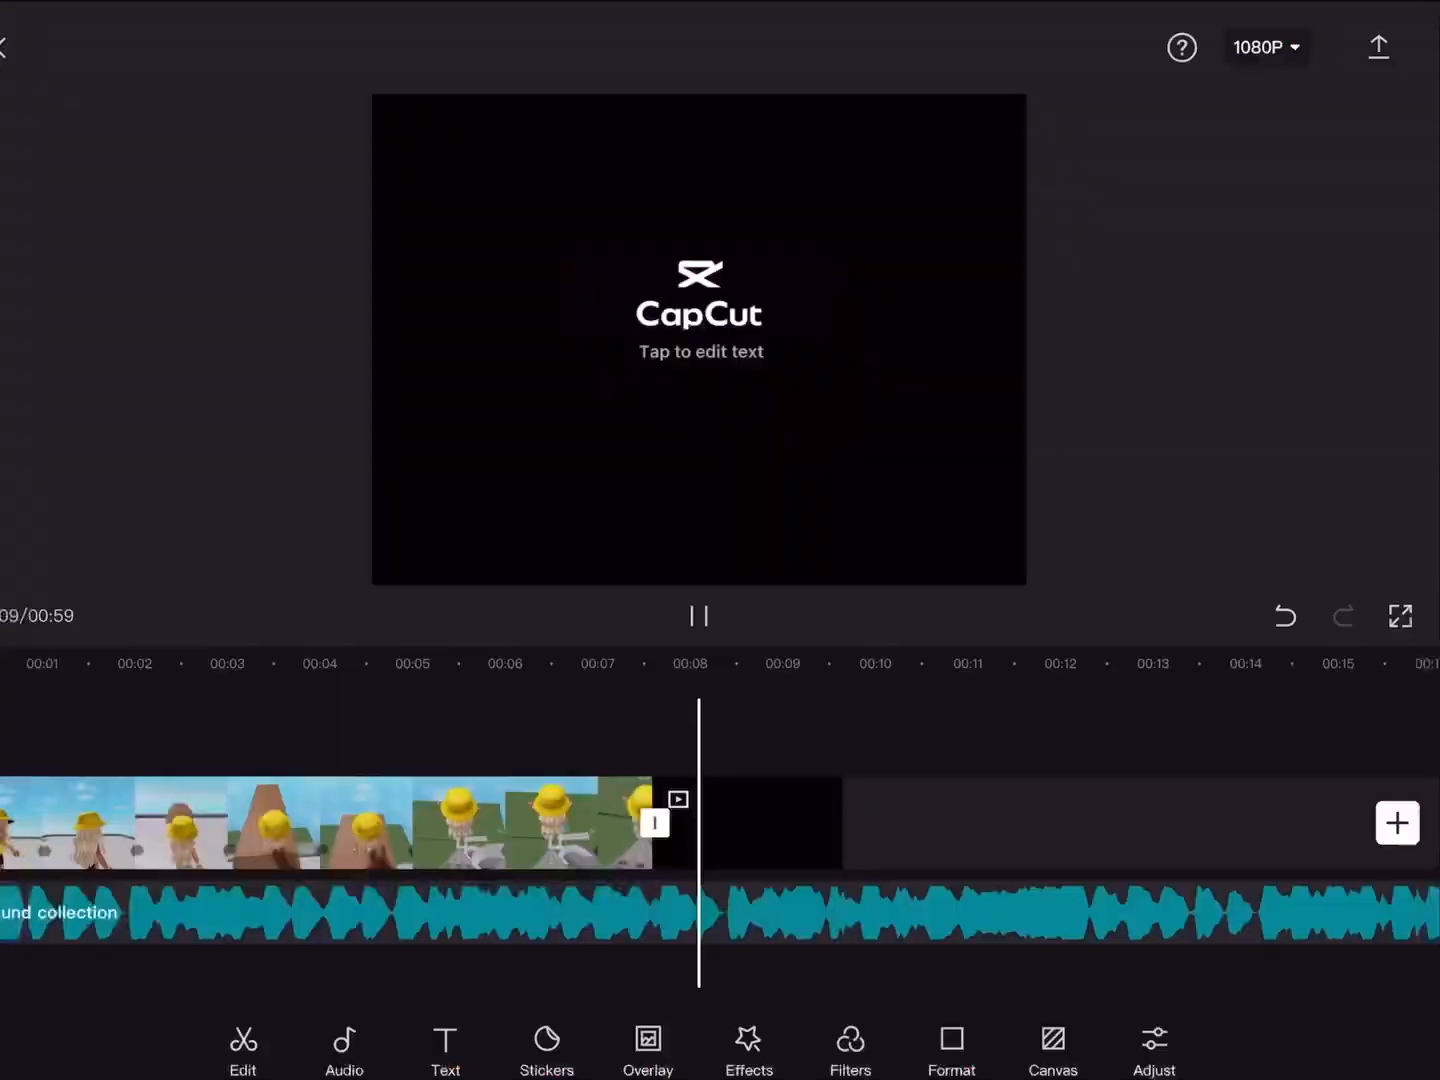 ?
1080P
CapCut
Tap to edit text
09/00:59
00:01 00:02 00:03 00:04 00:05 00:06 00:07 00:08 00:09 00:10 00:11 00:12 00:13 00:14 00:15
und collection
Edit Audio Text Stickers Overlay Effects Filters Format Canvas Adjust